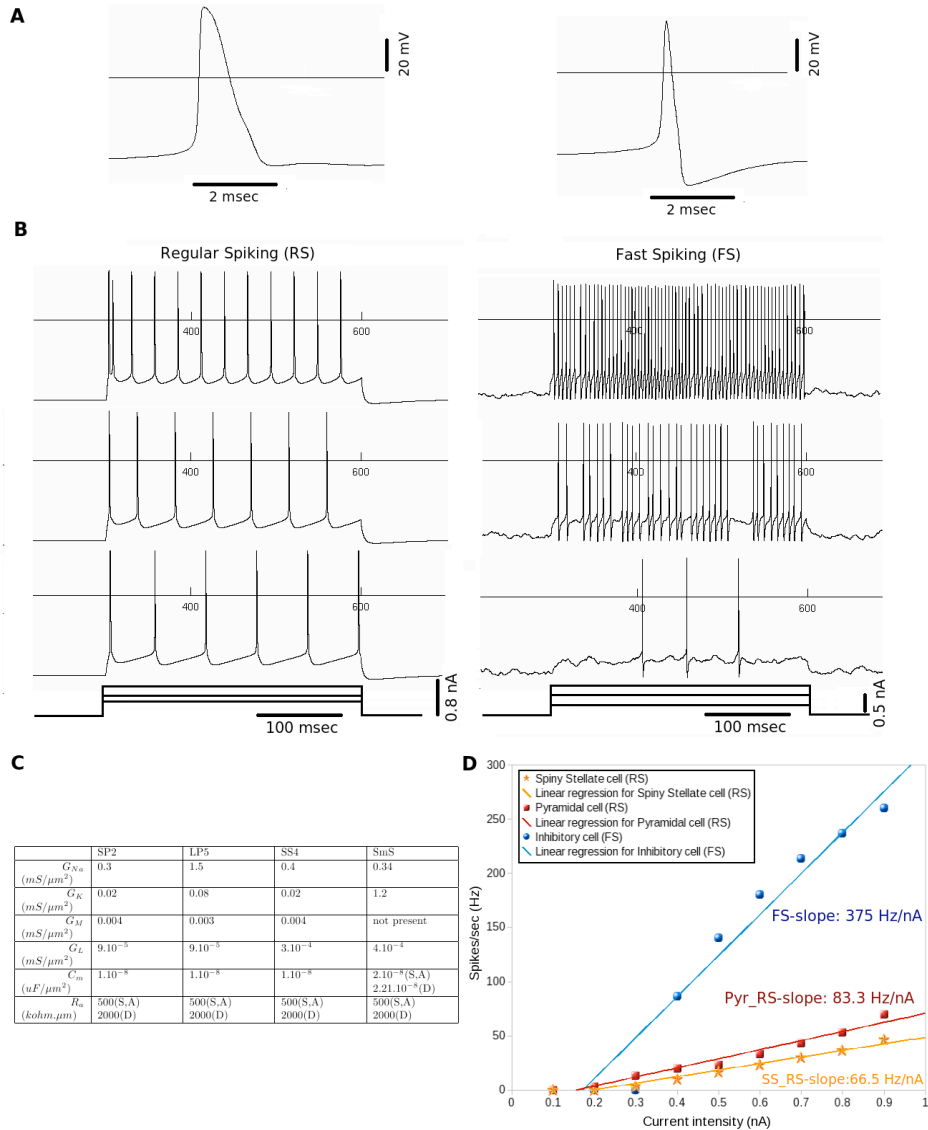 A
20 mV
2 msec
20 mV
2 msec
B
Regular Spiking (RS)
400
600
400
600
400
600
0.8 nA
100 msec
Fast Spiking (FS)
400
600
400
600
400
600
0.5 nA
100 msec
C
SP2 LP5 SS4 SmS
G_Na (mS/μm²) 0.3 1.5 0.4 0.34
G_K (mS/μm²) 0.02 0.08 0.02 1.2
G_M (mS/μm²) 0.004 0.003 0.004 not present
G_L (mS/μm²) 9.10⁻⁵ 9.10⁻⁵ 3.10⁻⁴ 4.10⁻⁴
C_m (uF/μm²) 1.10⁻⁸ 1.10⁻⁸ 1.10⁻⁸ 2.10⁻⁸(S,A)
2.21.10⁻⁸(D)
R_a (kohm.μm) 500(S,A) 500(S,A) 500(S,A) 500(S,A)
2000(D) 2000(D) 2000(D) 2000(D)
D
Spiny Stellate cell (RS)
Linear regression for Spiny Stellate cell (RS)
Pyramidal cell (RS)
Linear regression for Pyramidal cell (RS)
Inhibitory cell (FS)
Linear regression for Inhibitory cell (FS)
FS-slope: 375 Hz/nA
Pyr_RS-slope: 83.3 Hz/nA
SS_RS-slope:66.5 Hz/nA
Spikes/sec (Hz)
300
250
200
150
100
50
0
0 0.1 0.2 0.3 0.4 0.5 0.6 0.7 0.8 0.9 1
Current intensity (nA)